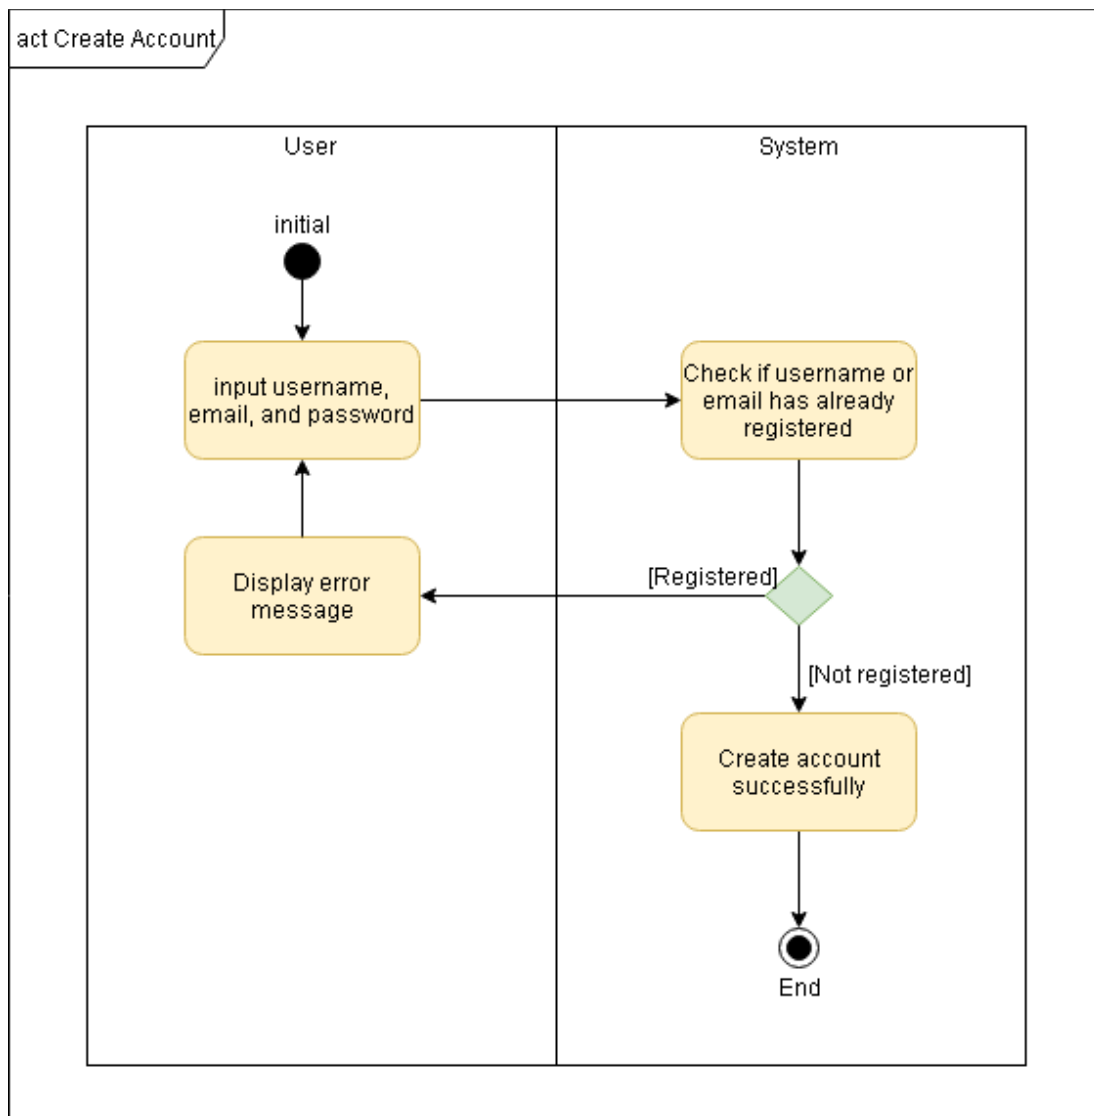 act Create Account
User
System
initial
input username,
email, and password
Check if username or
email has already
registered
[Registered]
Display error
message
[Not registered]
Create account
successfully
End